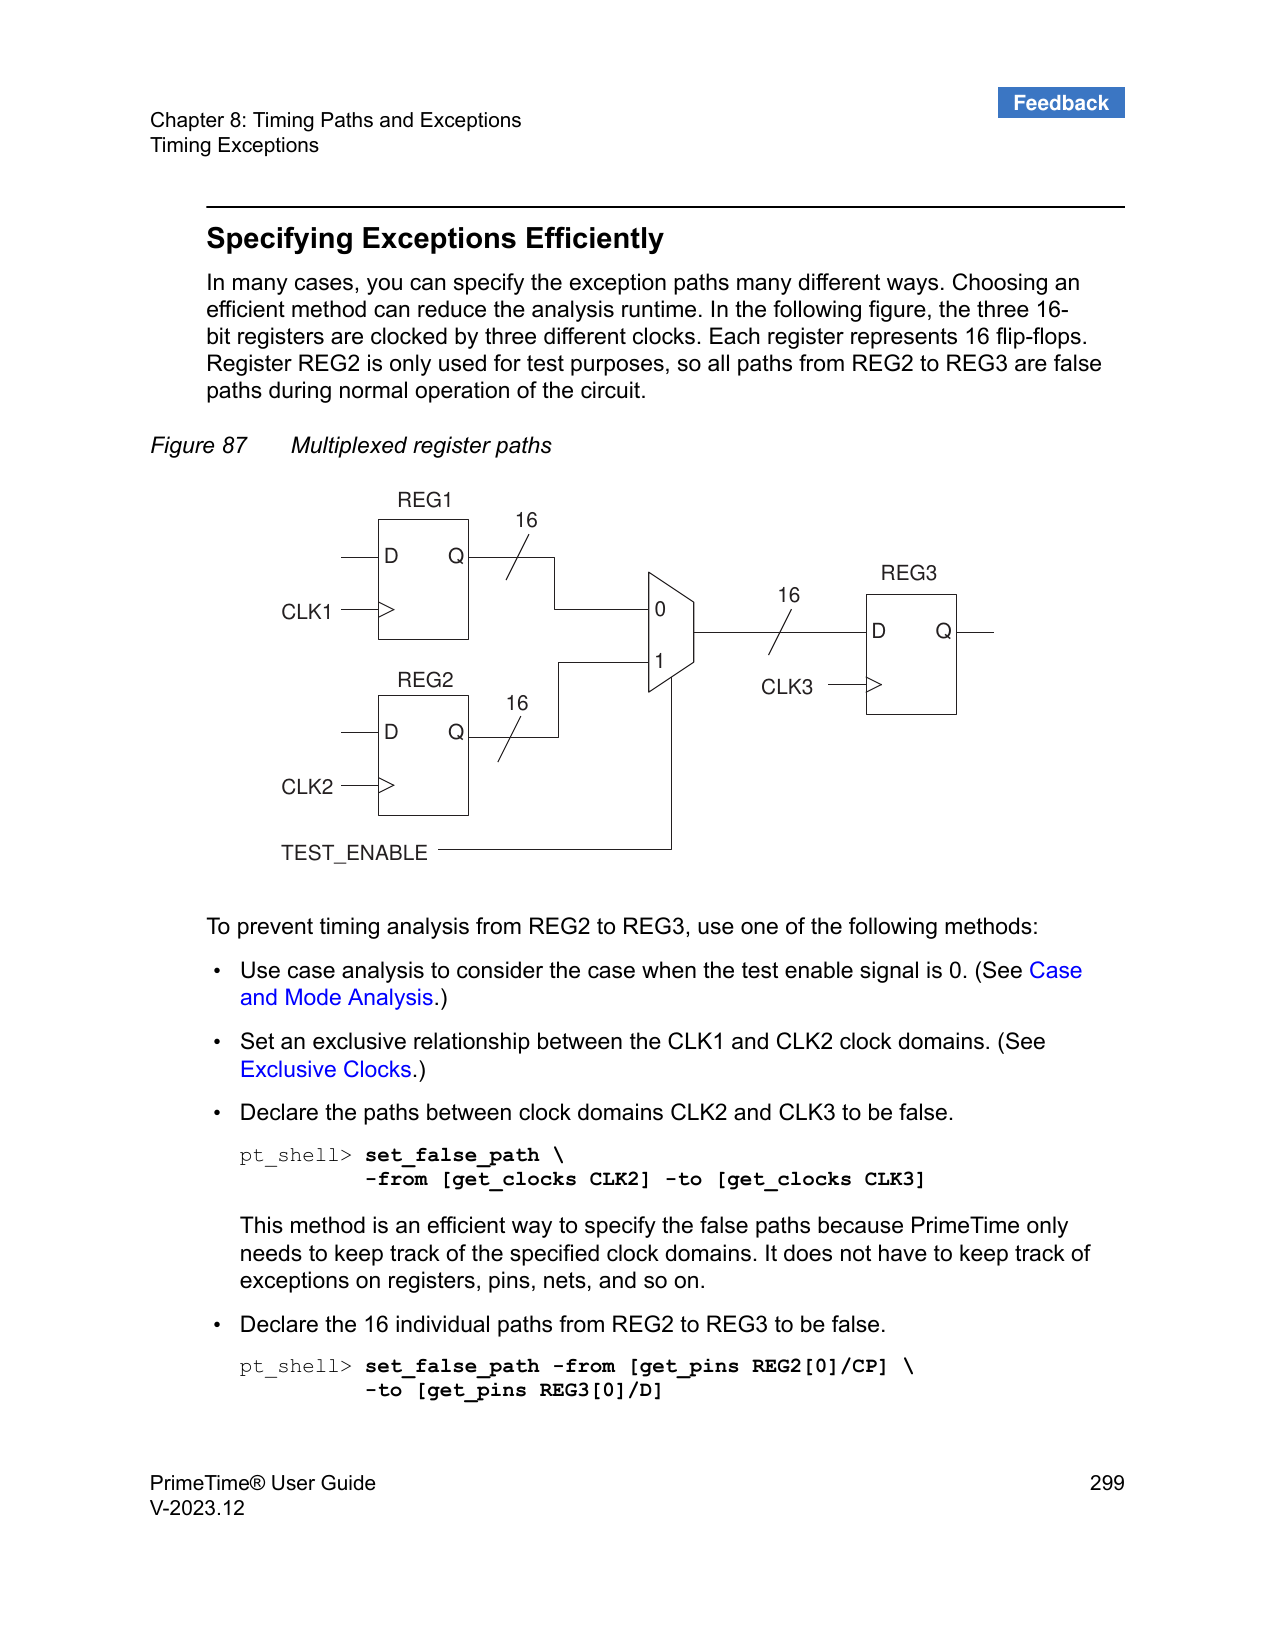 Feedback
Chapter 8: Timing Paths and Exceptions
Timing Exceptions
Specifying Exceptions Efficiently
In many cases, you can specify the exception paths many different ways. Choosing an
efficient method can reduce the analysis runtime. In the following figure, the three 16-
bit registers are clocked by three different clocks. Each register represents 16 flip-flops.
Register REG2 is only used for test purposes, so all paths from REG2 to REG3 are false
paths during normal operation of the circuit.
Figure 87 Multiplexed register paths
REG1
16
D Q
CLK1
REG2
16
D Q
CLK2
TEST_ENABLE
0
1
16
REG3
D Q
CLK3
To prevent timing analysis from REG2 to REG3, use one of the following methods:
• Use case analysis to consider the case when the test enable signal is 0. (See Case
and Mode Analysis.)
• Set an exclusive relationship between the CLK1 and CLK2 clock domains. (See
Exclusive Clocks.)
• Declare the paths between clock domains CLK2 and CLK3 to be false.
pt_shell> set_false_path \
-from [get_clocks CLK2] -to [get_clocks CLK3]
This method is an efficient way to specify the false paths because PrimeTime only
needs to keep track of the specified clock domains. It does not have to keep track of
exceptions on registers, pins, nets, and so on.
• Declare the 16 individual paths from REG2 to REG3 to be false.
pt_shell> set_false_path -from [get_pins REG2[0]/CP] \
-to [get_pins REG3[0]/D]
PrimeTime® User Guide 299
V-2023.12